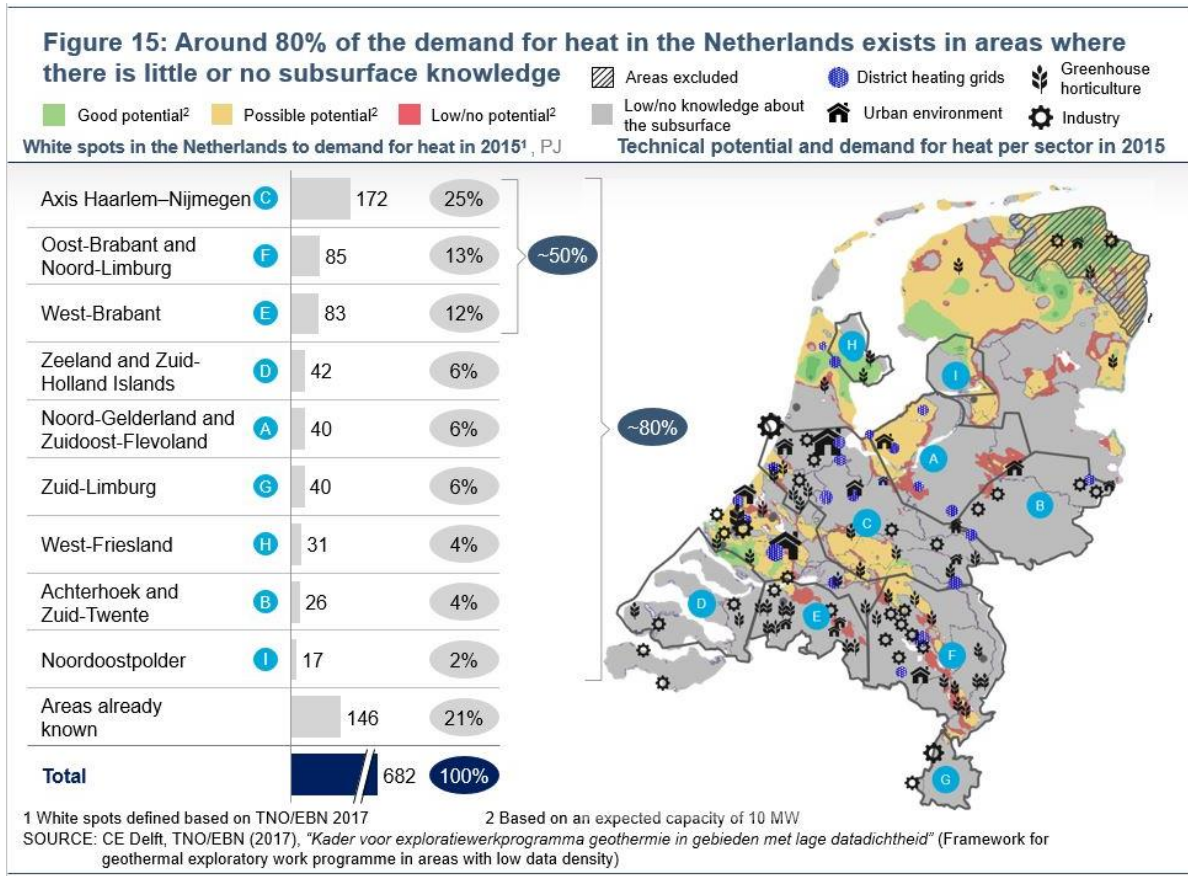 Figure 15: Around 80% of the demand for heat in the Netherlands exists in areas where
there is little or no subsurface knowledge
Areas excluded
District heating grids
Greenhouse
horticulture
Good potential²
Possible potential²
Low/no potential²
Low/no knowledge about
the subsurface
Urban environment
Industry
White spots in the Netherlands to demand for heat in 2015¹, PJ
Technical potential and demand for heat per sector in 2015
Axis Haarlem–Nijmegen C 172 25%
Oost-Brabant and
Noord-Limburg F 85 13%
~50%
West-Brabant E 83 12%
Zeeland and Zuid-
Holland Islands D 42 6%
Noord-Gelderland and
Zuidoost-Flevoland A 40 6%
~80%
Zuid-Limburg G 40 6%
West-Friesland H 31 4%
Achterhoek and
Zuid-Twente B 26 4%
Noordoostpolder I 17 2%
Areas already
known 146 21%
Total 682 100%
H
I
A
B
C
D
E
F
G
1 White spots defined based on TNO/EBN 2017
2 Based on an expected capacity of 10 MW
SOURCE: CE Delft, TNO/EBN (2017), "Kader voor exploratiewerkprogramma geothermie in gebieden met lage datadichtheid" (Framework for
geothermal exploratory work programme in areas with low data density)